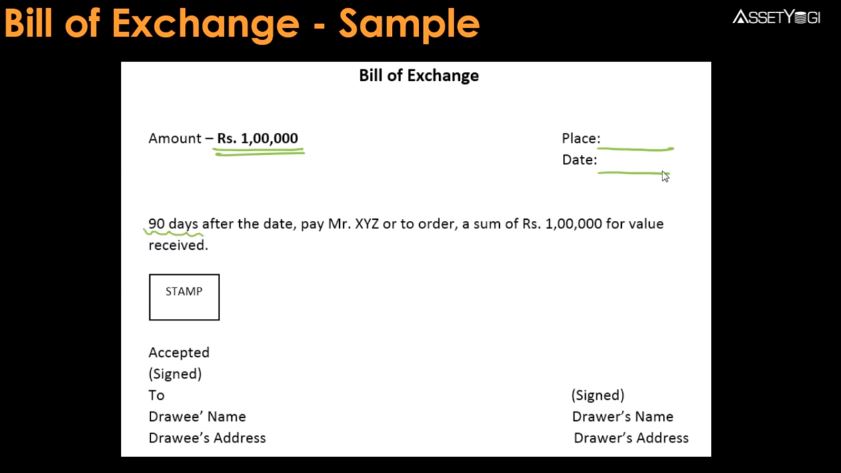 Bill of Exchange - Sample
ASSETYOGI
Bill of Exchange
Amount – Rs. 1,00,000
Place:
Date:
90 days after the date, pay Mr. XYZ or to order, a sum of Rs. 1,00,000 for value
received.
STAMP
Accepted
(Signed)
To
Drawee’ Name
Drawee’s Address
(Signed)
Drawer’s Name
Drawer’s Address